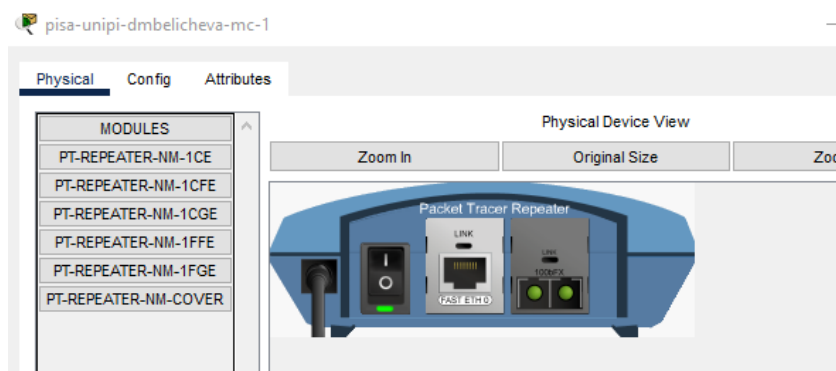 pisa-unipi-dmbelicheva-mc-1
Physical Config Attributes
MODULES
PT-REPEATER-NM-1CE
PT-REPEATER-NM-1CFE
PT-REPEATER-NM-1CGE
PT-REPEATER-NM-1FFE
PT-REPEATER-NM-1FGE
PT-REPEATER-NM-COVER
Physical Device View
Zoom In Original Size Zoo
Packet Tracer Repeater
LINK
FAST ETH 0
LINK
100bFX